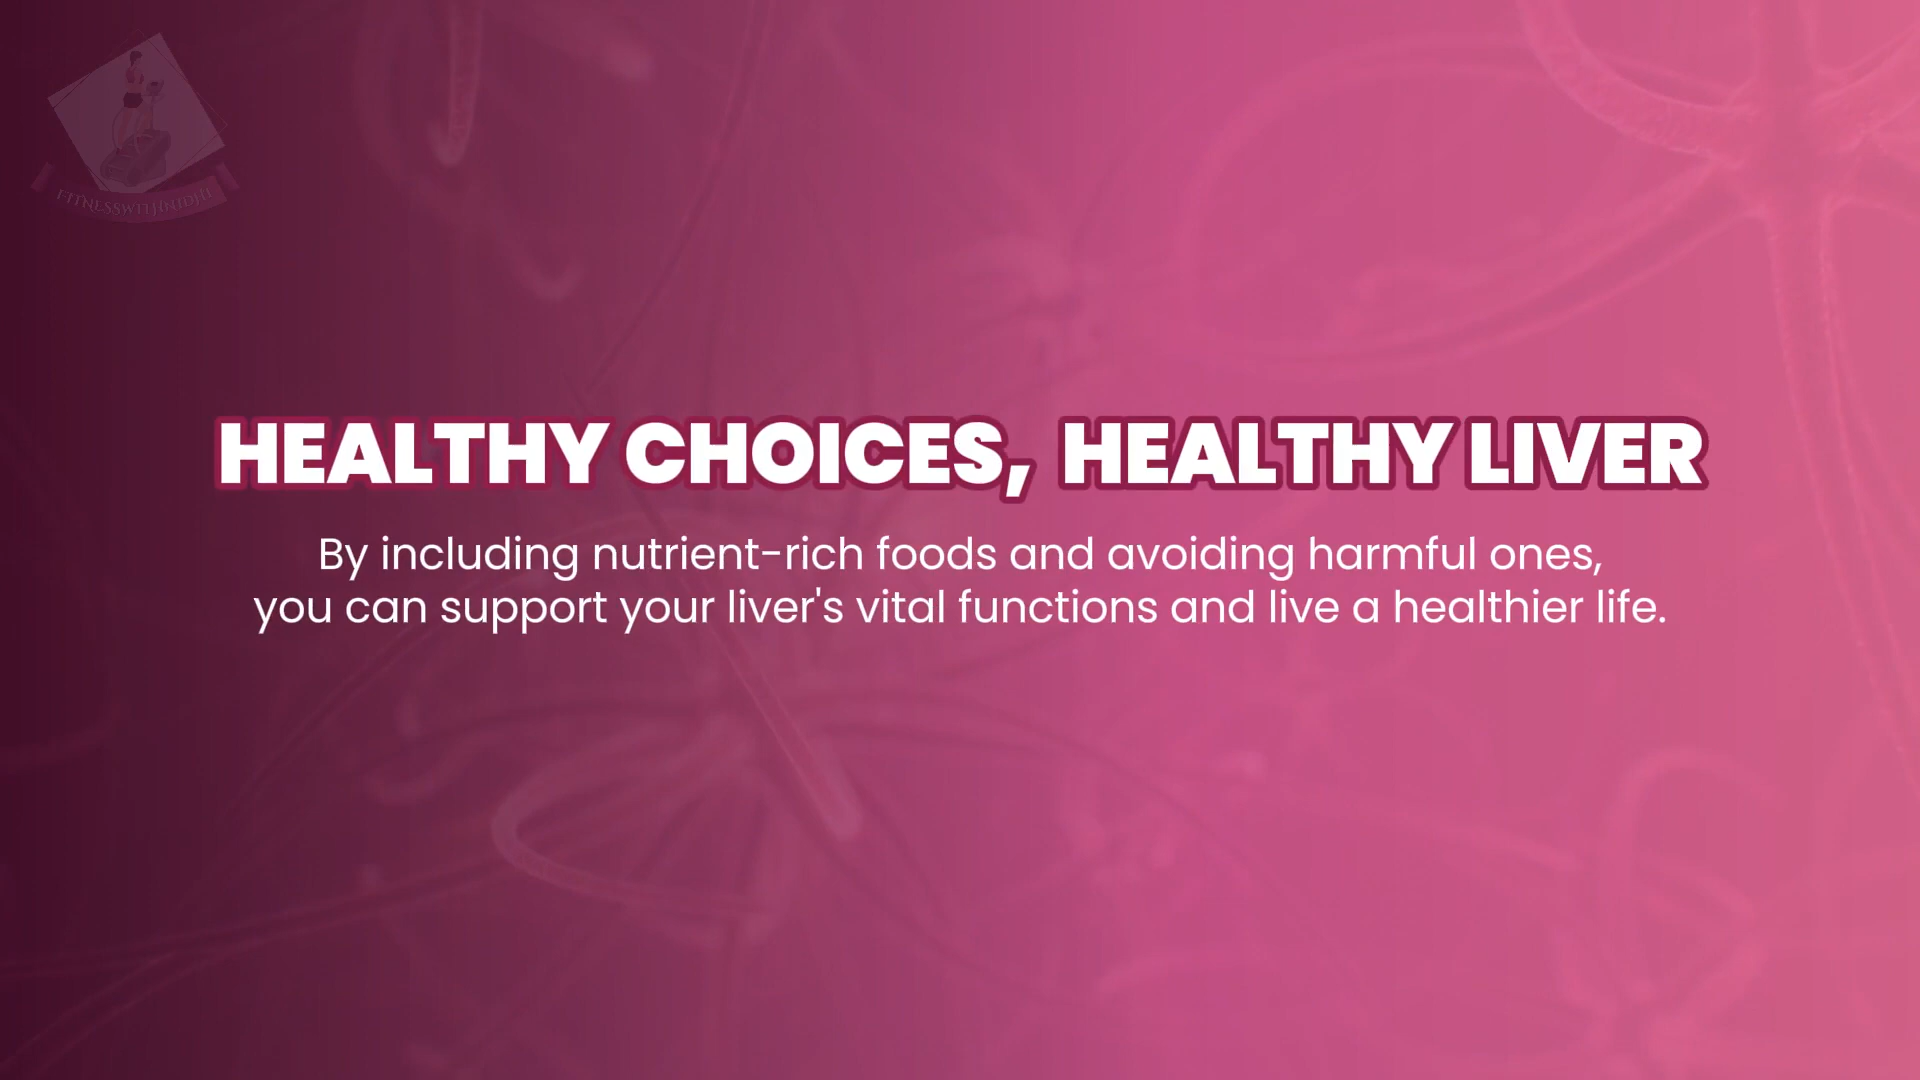 FITNESSWITHNIDHI
HEALTHY CHOICES, HEALTHY LIVER
By including nutrient-rich foods and avoiding harmful ones,
you can support your liver's vital functions and live a healthier life.